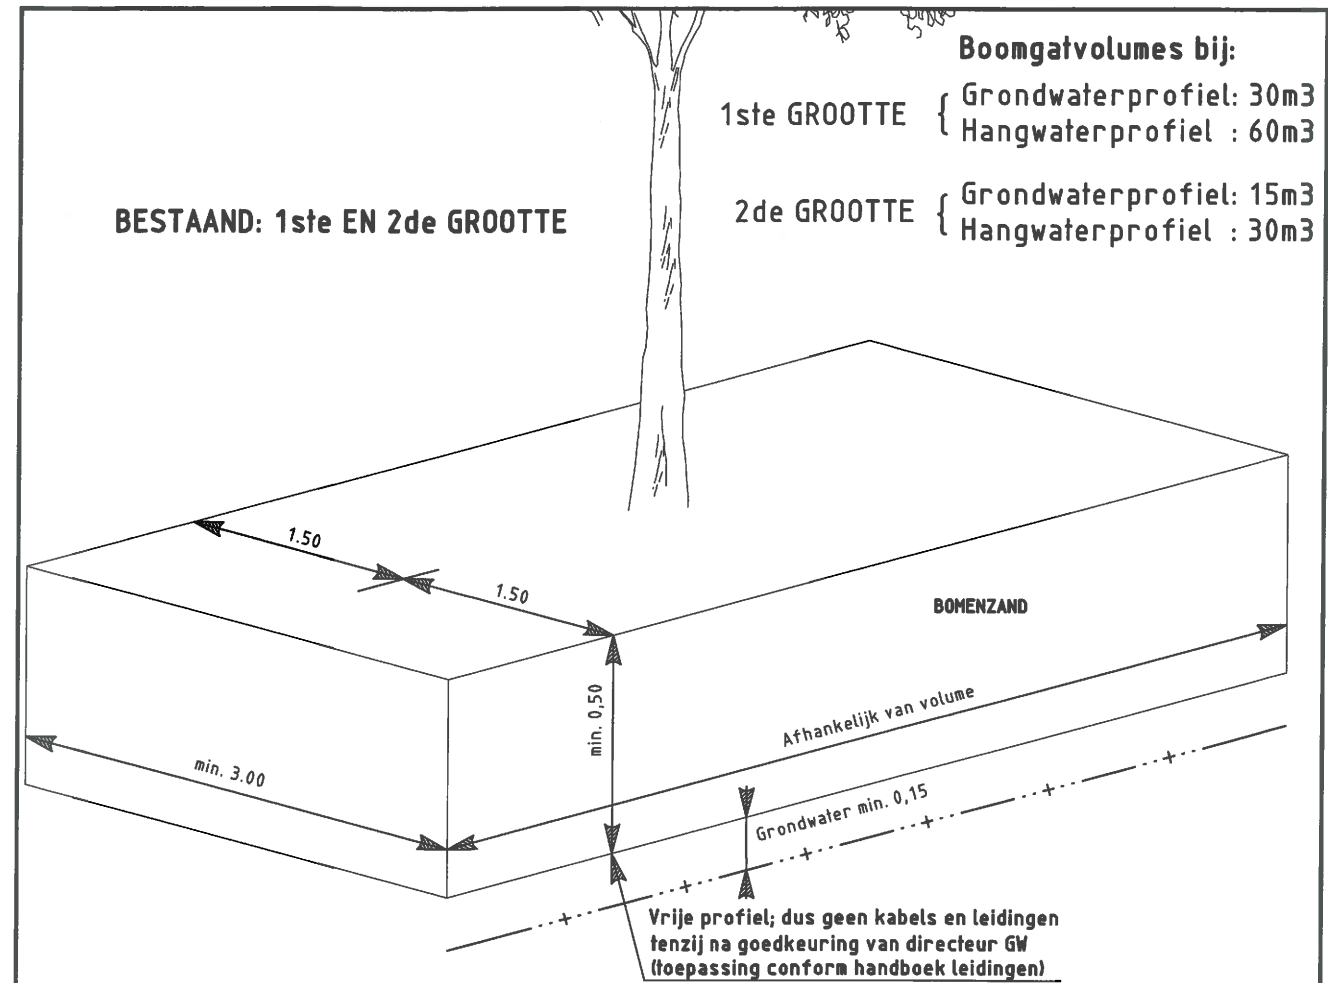 Boomgatvolumes bij:
1ste GROOTTE { Grondwaterprofiel: 30m3
Hangwaterprofiel : 60m3
2de GROOTTE { Grondwaterprofiel: 15m3
Hangwaterprofiel : 30m3
BESTAAND: 1ste EN 2de GROOTTE
1.50
1.50
BOMENZAND
min. 0,50
Afhankelijk van volume
min. 3.00
Grondwater min. 0,15
Vrije profiel; dus geen kabels en leidingen
tenzij na goedkeuring van directeur GW
(toepassing conform handboek leidingen)